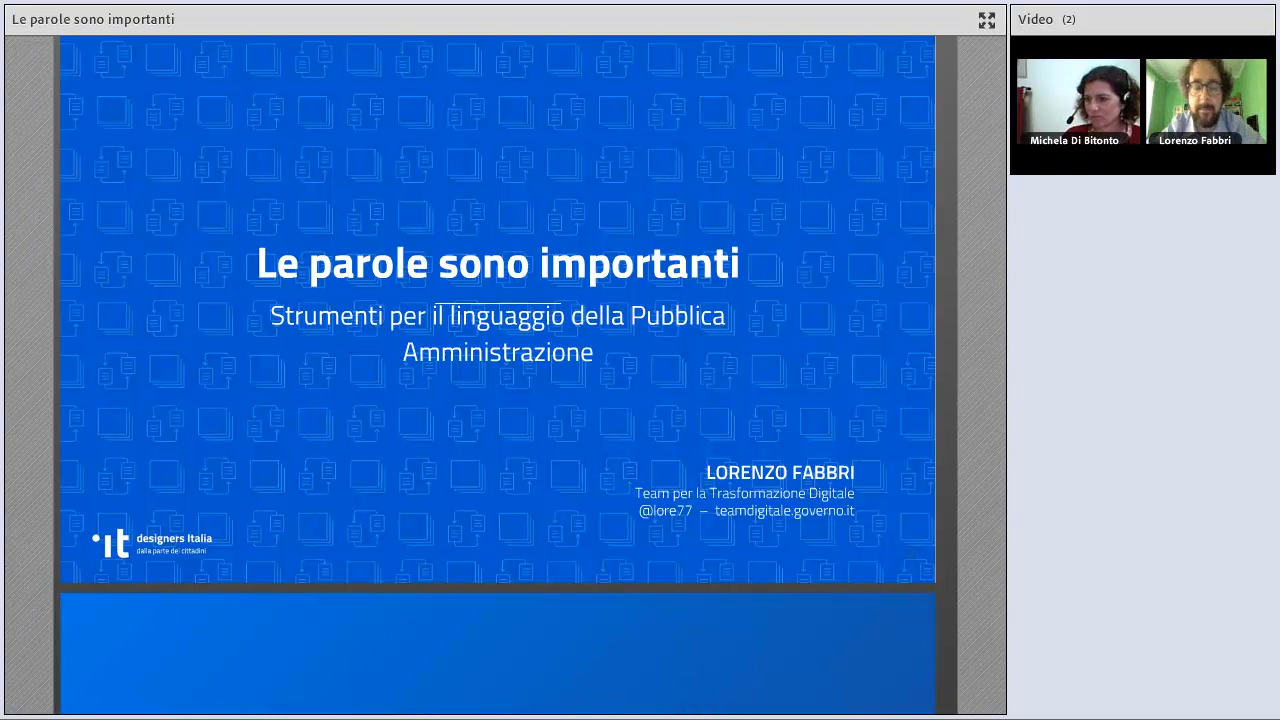 Le parole sono importanti
Video (2)
Michela Di Bitonto
Lorenzo Fabbri
Le parole sono importanti
Strumenti per il linguaggio della Pubblica
Amministrazione
LORENZO FABBRI
Team per la Trasformazione Digitale
@lore77 – teamdigitale.governo.it
.it designers Italia
dalla parte dei cittadini